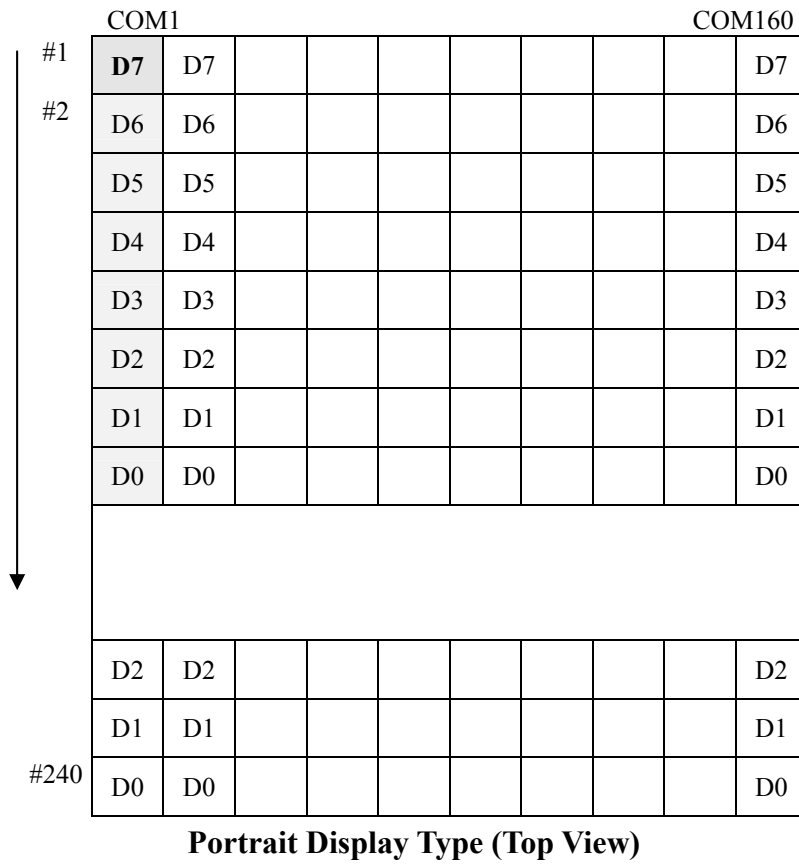 COM1 COM160
#1 D7 D7 D7
#2 D6 D6 D6
D5 D5 D5
D4 D4 D4
D3 D3 D3
D2 D2 D2
D1 D1 D1
D0 D0 D0
D2 D2 D2
D1 D1 D1
#240 D0 D0 D0
Portrait Display Type (Top View)